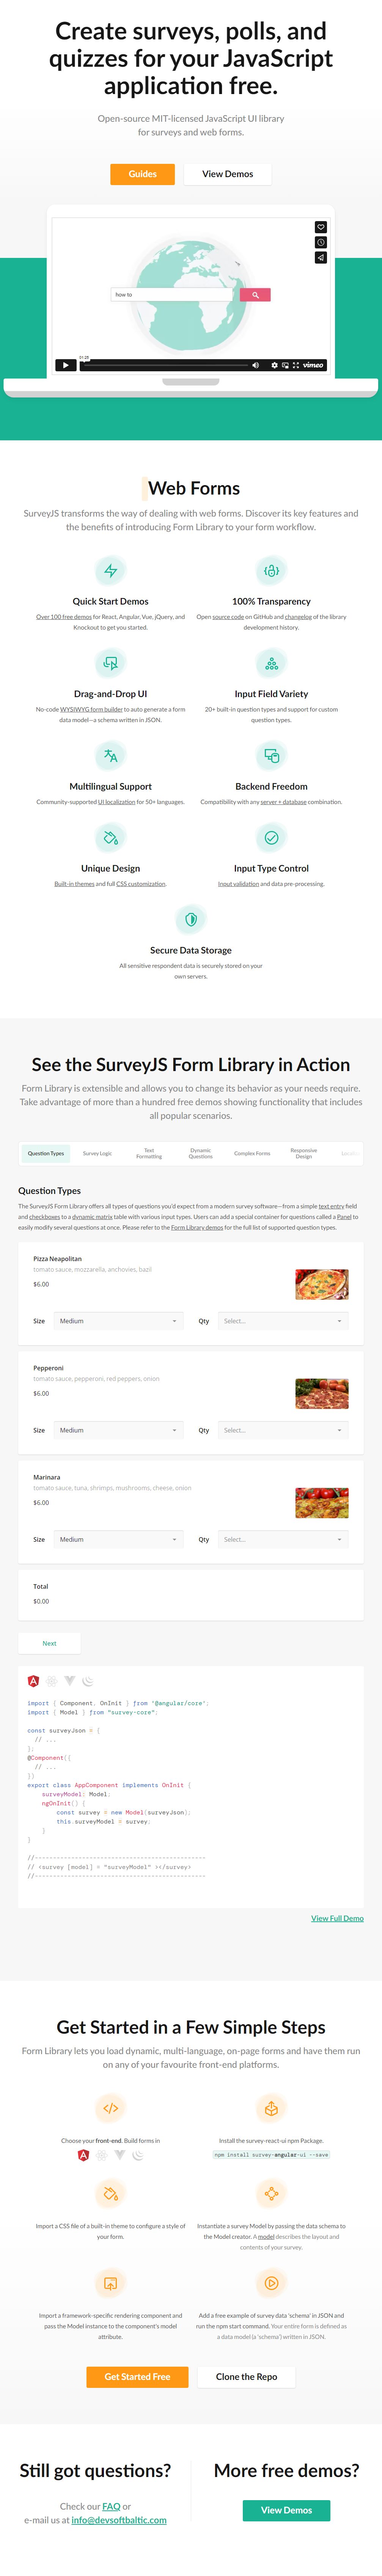 Create surveys, polls, and
quizzes for your JavaScript
application free.
Open-source MIT-licensed JavaScript UI library
for surveys and web forms.
Guides
View Demos
how to
01:28
vimeo
Web Forms
SurveyJS transforms the way of dealing with web forms. Discover its key features and
the benefits of introducing Form Library to your form workflow.
Quick Start Demos
Over 100 free demos for React, Angular, Vue, jQuery, and
Knockout to get you started.
100% Transparency
Open source code on GitHub and changelog of the library
development history.
Drag-and-Drop UI
No-code WYSIWYG form builder to auto generate a form
data model—a schema written in JSON.
Input Field Variety
20+ built-in question types and support for custom
question types.
Multilingual Support
Community-supported UI localization for 50+ languages.
Backend Freedom
Compatibility with any server + database combination.
Unique Design
Built-in themes and full CSS customization.
Input Type Control
Input validation and data pre-processing.
Secure Data Storage
All sensitive respondent data is securely stored on your
own servers.
See the SurveyJS Form Library in Action
Form Library is extensible and allows you to change its behavior as your needs require.
Take advantage of more than a hundred free demos showing functionality that includes
all popular scenarios.
Question Types
Survey Logic
Text
Formatting
Dynamic
Questions
Complex Forms
Responsive
Design
Question Types
The SurveyJS Form Library offers all types of questions you'd expect from a modern survey software—from a simple text entry field
and checkboxes to a dynamic matrix table with various input types. Users can add a special container for questions called a Panel to
easily modify several questions at once. Please refer to the Form Library demos for the full list of supported question types.
Pizza Neapolitan
tomato sauce, mozzarella, anchovies, bazil
$6.00
Size Medium Qty Select...
Pepperoni
tomato sauce, pepperoni, red peppers, onion
$6.00
Size Medium Qty Select...
Marinara
tomato sauce, tuna, shrimps, mushrooms, cheese, onion
$6.00
Size Medium Qty Select...
Total
$0.00
Next
import { Component, OnInit } from '@angular/core';
import { Model } from "survey-core";
const surveyJson = {
// ...
};
@Component({
// ...
})
export class AppComponent implements OnInit {
surveyModel: Model;
ngOnInit() {
const survey = new Model(surveyJson);
this.surveyModel = survey;
}
}
//-----------------------------------------------
// <survey [model] = "surveyModel" ></survey>
//-----------------------------------------------
View Full Demo
Get Started in a Few Simple Steps
Form Library lets you load dynamic, multi-language, on-page forms and have them run
on any of your favourite front-end platforms.
Choose your front-end. Build forms in
Install the survey-react-ui npm Package.
npm install survey-angular-ui --save
Import a CSS file of a built-in theme to configure a style of
your form.
Instantiate a survey Model by passing the data schema to
the Model creator. A model describes the layout and
contents of your survey.
Import a framework-specific rendering component and
pass the Model instance to the component's model
attribute.
Add a free example of survey data 'schema' in JSON and
run the npm start command. Your entire form is defined as
a data model (a 'schema') written in JSON.
Get Started Free
Clone the Repo
Still got questions?
Check our FAQ or
e-mail us at info@devsoftbaltic.com
More free demos?
View Demos